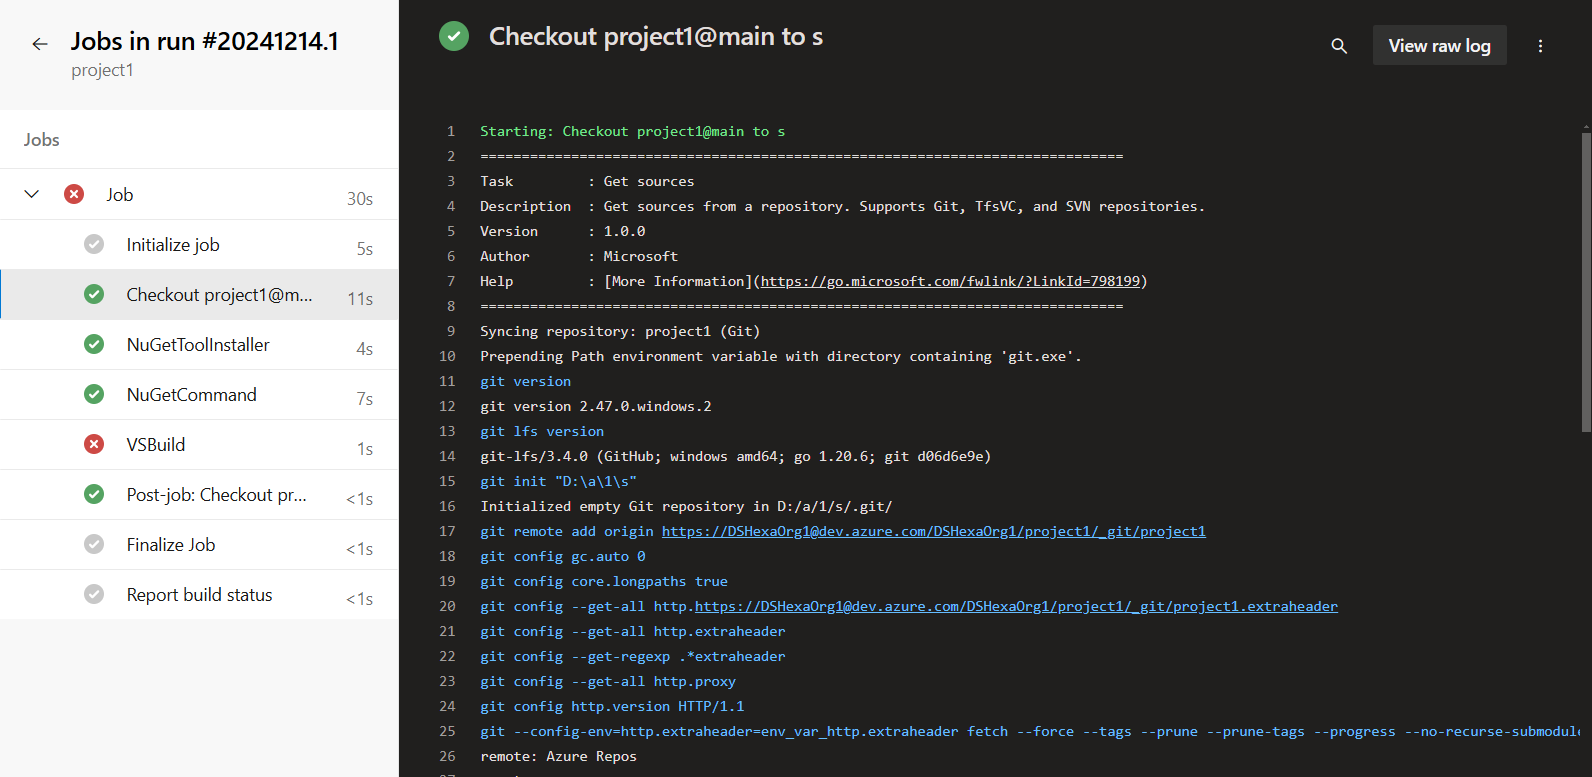 Jobs in run #20241214.1
project1
Jobs
Job 30s
Initialize job 5s
Checkout project1@m... 11s
NuGetToolInstaller 4s
NuGetCommand 7s
VSBuild 1s
Post-job: Checkout pr... <1s
Finalize Job <1s
Report build status <1s
Checkout project1@main to s
View raw log
1 Starting: Checkout project1@main to s
2 ==============================================================================
3 Task         : Get sources
4 Description  : Get sources from a repository. Supports Git, TfsVC, and SVN repositories.
5 Version      : 1.0.0
6 Author       : Microsoft
7 Help         : [More Information](https://go.microsoft.com/fwlink/?LinkId=798199)
8 ==============================================================================
9 Syncing repository: project1 (Git)
10 Prepending Path environment variable with directory containing 'git.exe'.
11 git version
12 git version 2.47.0.windows.2
13 git lfs version
14 git-lfs/3.4.0 (GitHub; windows amd64; go 1.20.6; git d06d6e9e)
15 git init "D:\a\1\s"
16 Initialized empty Git repository in D:/a/1/s/.git/
17 git remote add origin https://DSHexaOrg1@dev.azure.com/DSHexaOrg1/project1/_git/project1
18 git config gc.auto 0
19 git config core.longpaths true
20 git config --get-all http.https://DSHexaOrg1@dev.azure.com/DSHexaOrg1/project1/_git/project1.extraheader
21 git config --get-all http.extraheader
22 git config --get-regexp .*extraheader
23 git config --get-all http.proxy
24 git config http.version HTTP/1.1
25 git --config-env=http.extraheader=env_var_http.extraheader fetch --force --tags --prune --prune-tags --progress --no-recurse-submodule
26 remote: Azure Repos